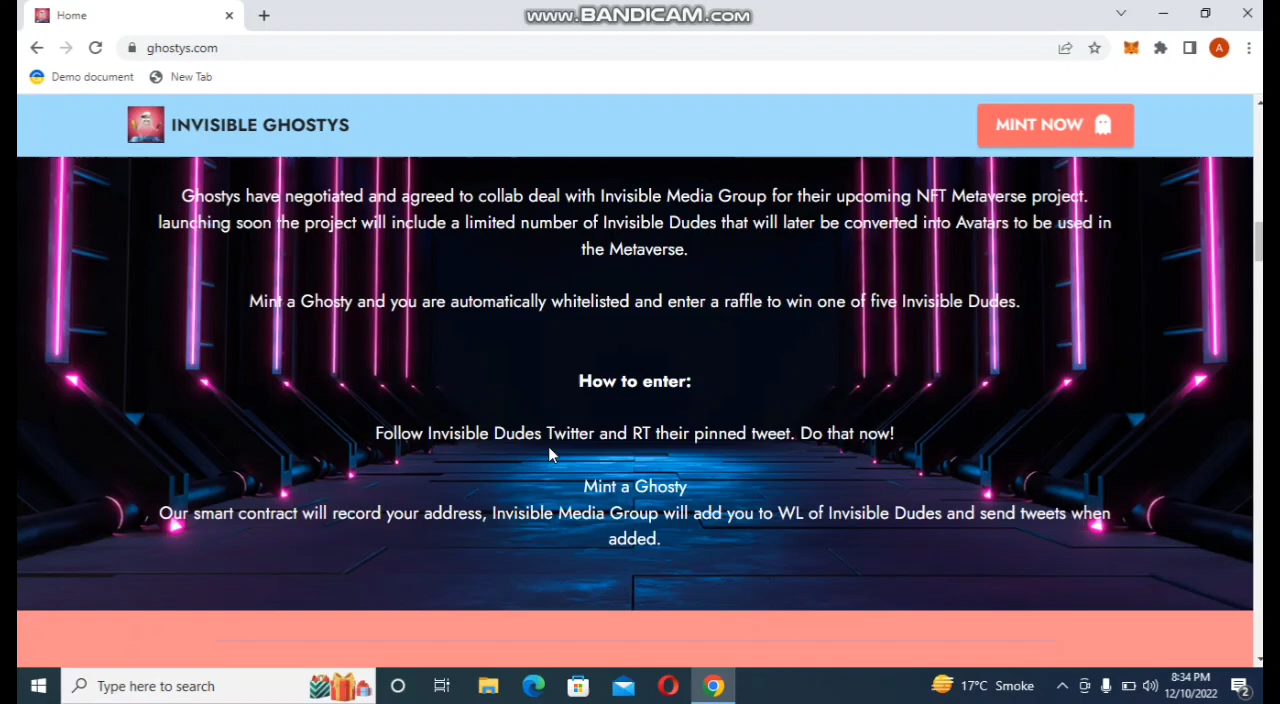 Home
www.BANDICAM.com
ghostys.com
A
Demo document
New Tab
INVISIBLE GHOSTYS
MINT NOW
Ghostys have negotiated and agreed to collab deal with Invisible Media Group for their upcoming NFT Metaverse project.
launching soon the project will include a limited number of Invisible Dudes that will later be converted into Avatars to be used in
the Metaverse.
Mint a Ghosty and you are automatically whitelisted and enter a raffle to win one of five Invisible Dudes.
How to enter:
Follow Invisible Dudes Twitter and RT their pinned tweet. Do that now!
Mint a Ghosty
Our smart contract will record your address, Invisible Media Group will add you to WL of Invisible Dudes and send tweets when
added.
Type here to search
17°C Smoke
8:34 PM
12/10/2022
2